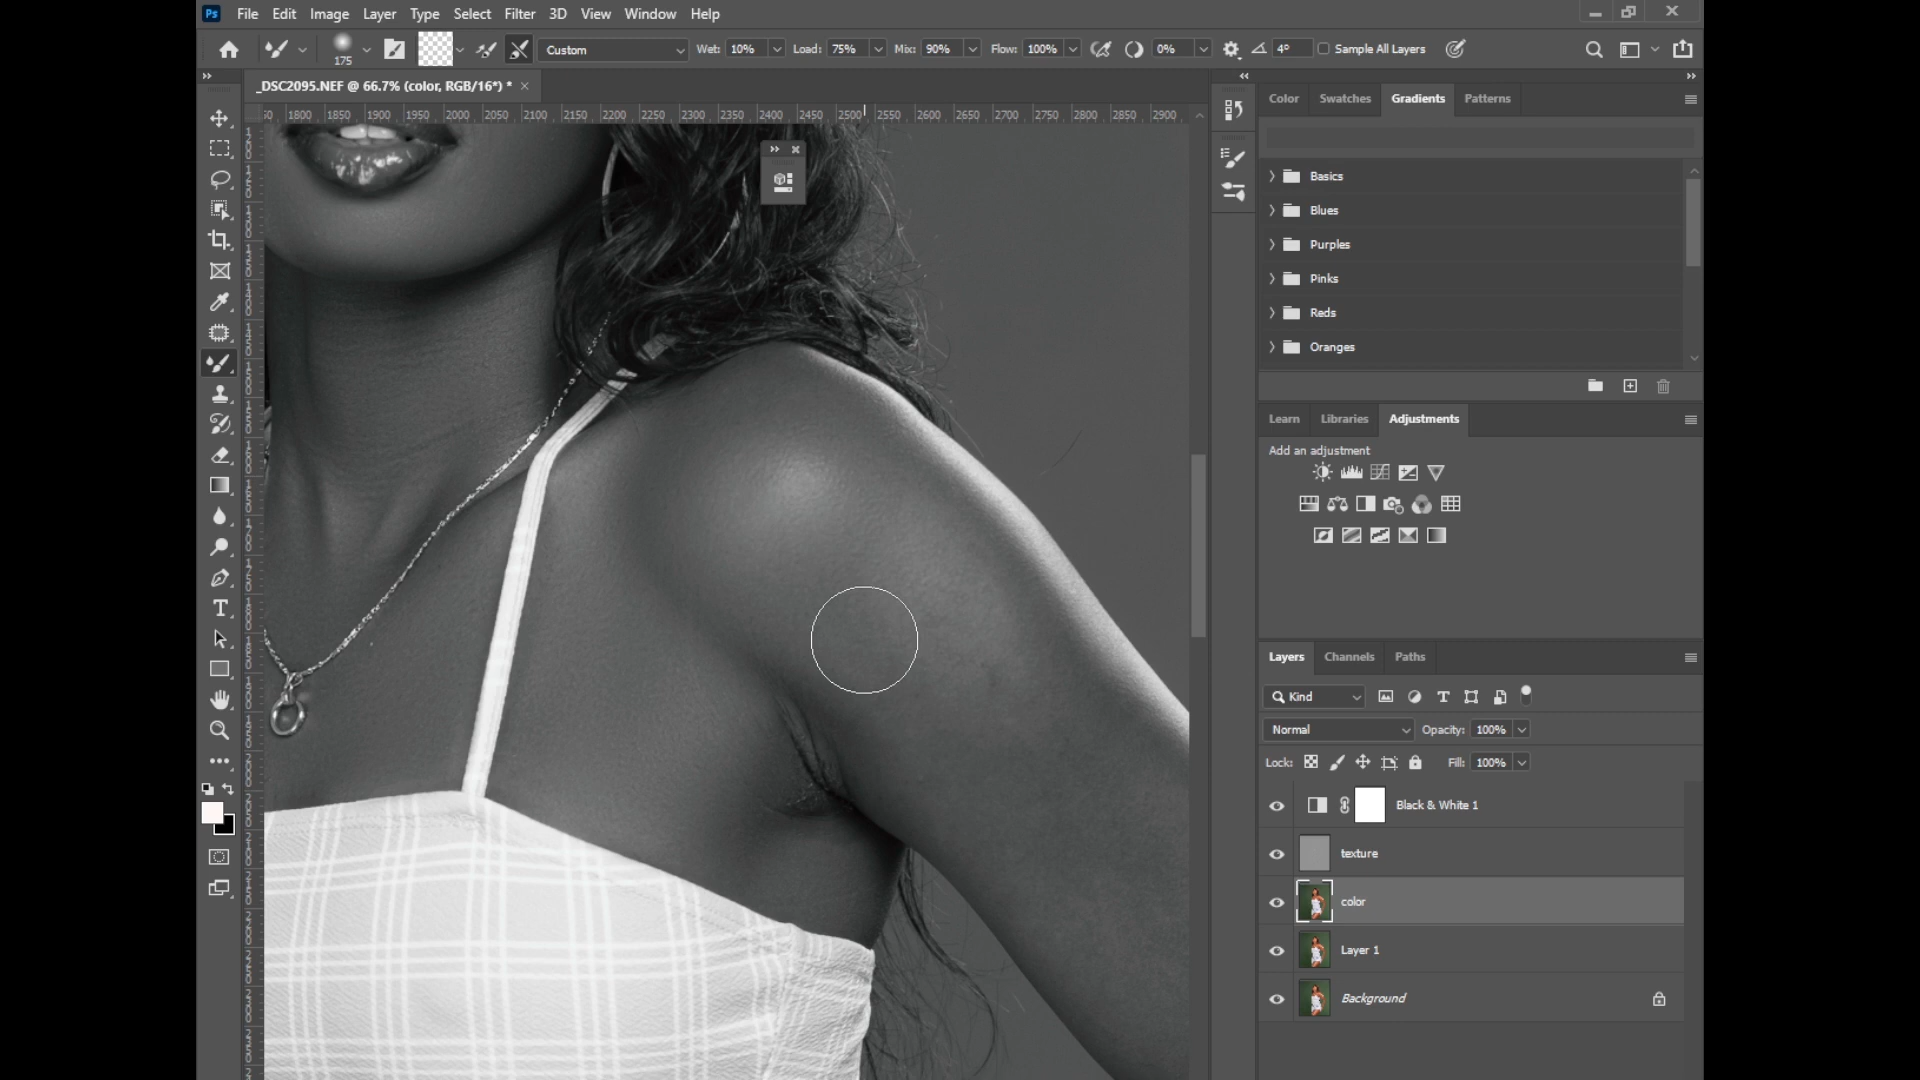 Ps File Edit Image Layer Type Select Filter 3D View Window Help
175 Custom Wet: 10% Load: 75% Mix: 90% Flow: 100% 0% 4° Sample All Layers
_DSC2095.NEF @ 66.7% (color, RGB/16*) *
1800 1850 1900 1950 2000 2050 2100 2150 2200 2250 2300 2350 2400 2450 2500 2550 2600 2650 2700 2750 2800 2850 2900
Color Swatches Gradients Patterns
Basics
Blues
Purples
Pinks
Reds
Oranges
Learn Libraries Adjustments
Add an adjustment
Layers Channels Paths
Kind
Normal Opacity: 100%
Lock: Fill: 100%
Black & White 1
texture
color
Layer 1
Background